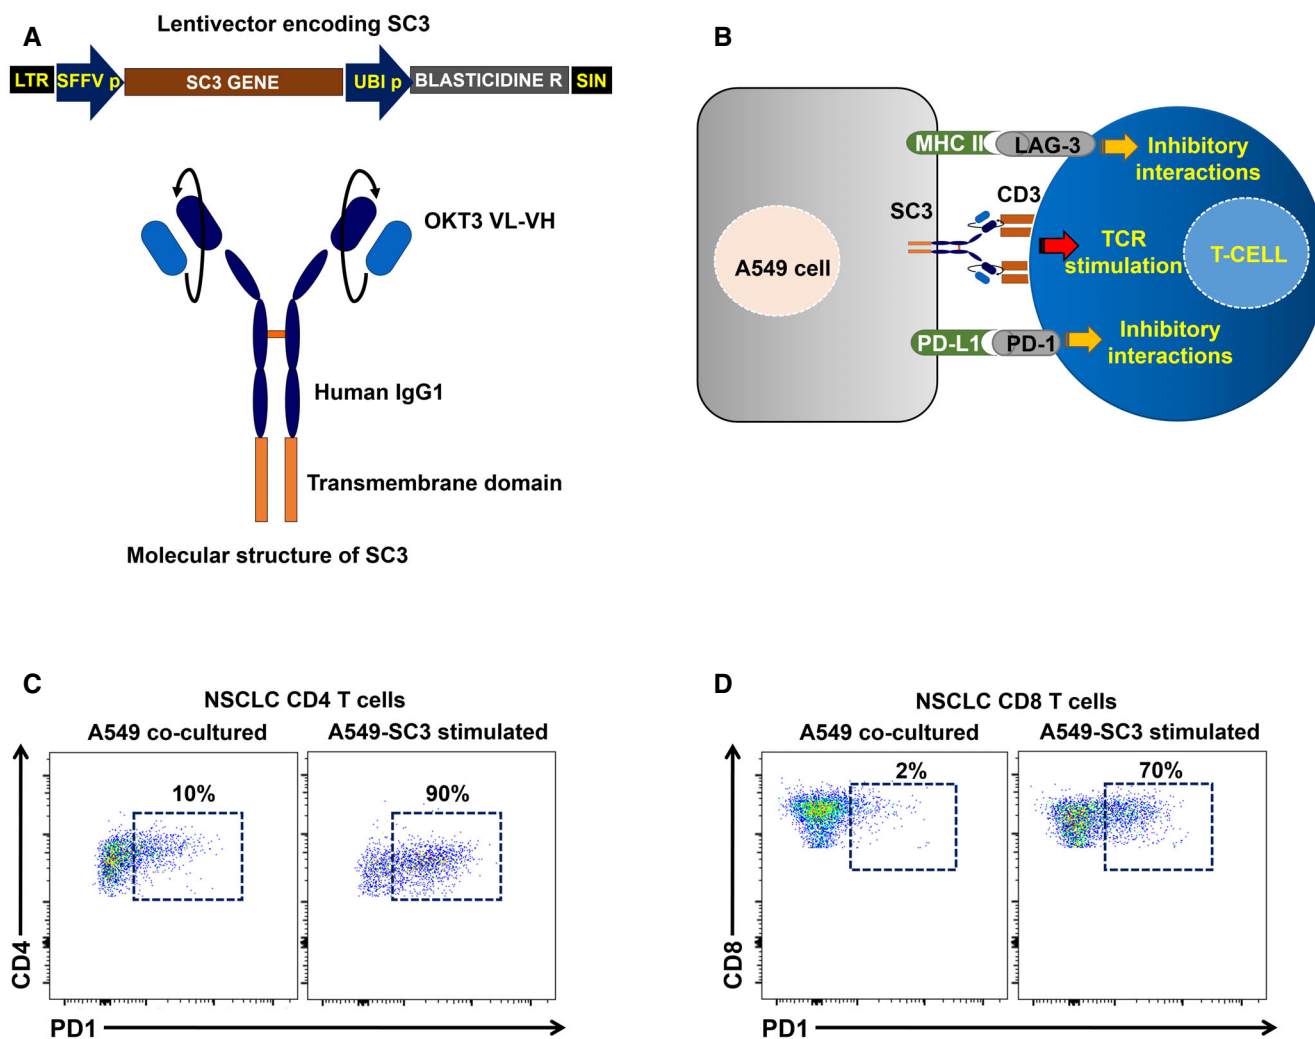 A
Lentivector encoding SC3
LTR SFFV p SC3 GENE UBI p BLASTICIDINE R SIN
OKT3 VL-VH
Human IgG1
Transmembrane domain
Molecular structure of SC3
B
MHC II LAG-3 Inhibitory
interactions
SC3 CD3
A549 cell TCR
stimulation T-CELL
PD-L1 PD-1 Inhibitory
interactions
C
NSCLC CD4 T cells
A549 co-cultured A549-SC3 stimulated
10% 90%
CD4
PD1
D
NSCLC CD8 T cells
A549 co-cultured A549-SC3 stimulated
2% 70%
CD8
PD1